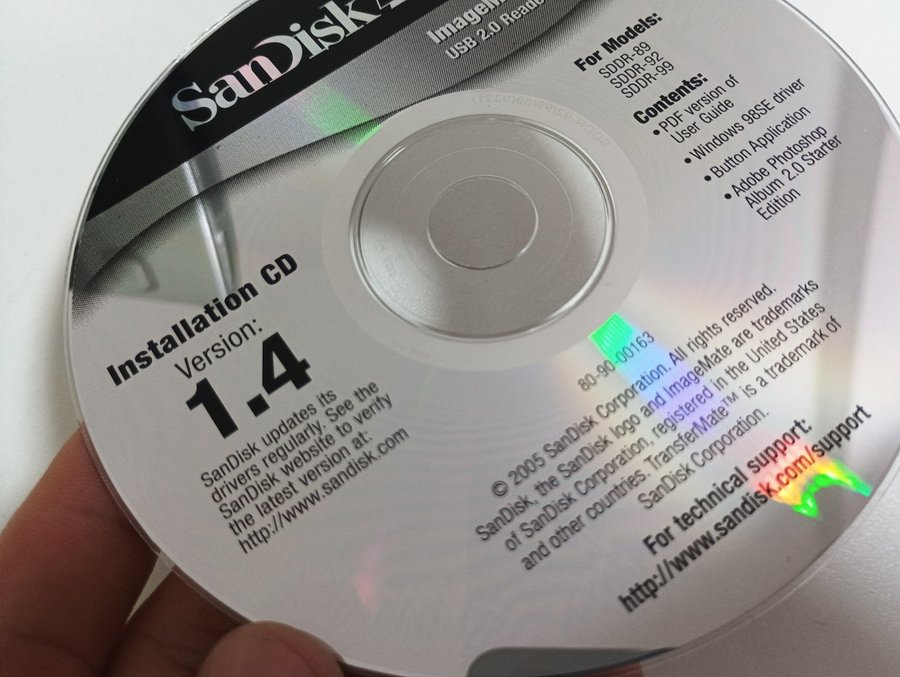 SanDisk
USB 2.0 Reade
For Models:
SDDR-89
SDDR-92
SDDR-99
Contents:
• PDF version of
User Guide
• Windows 98SE driver
• Button Application
• Adobe Photoshop
Album 2.0 Starter
Edition
Installation CD
Version:
1.4
SanDisk updates its
drivers regularly. See the
SanDisk website to verify
the latest version at:
http://www.sandisk.com
80-90-00163
© 2005 SanDisk Corporation. All rights reserved.
SanDisk, the SanDisk logo and ImageMate are trademarks
of SanDisk Corporation, registered in the United States
and other countries. TransferMate™ is a trademark of
SanDisk Corporation.
For technical support:
http://www.sandisk.com/support